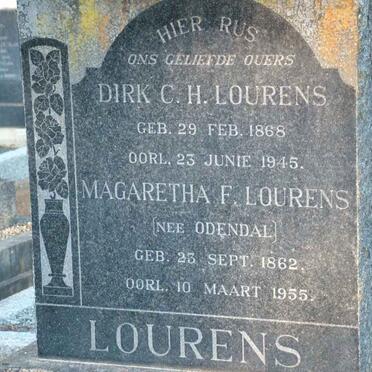 HIER RUS
ONS GELIEFDE OUERS
DIRK C. H. LOURENS
GEB. 29 FEB. 1868
OORL. 23 JUNIE 1945.
MAGARETHA F. LOURENS
(NEE ODENDAL)
GEB. 23 SEPT. 1862.
OORL. 10 MAART 1955.
LOURENS